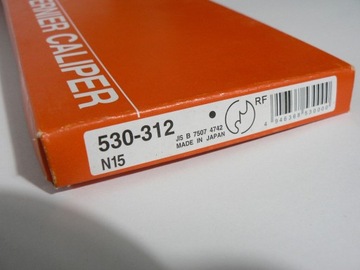 VERNIER CALIPER
530-312
N15
JIS B 7507 4742
MADE IN JAPAN
RF